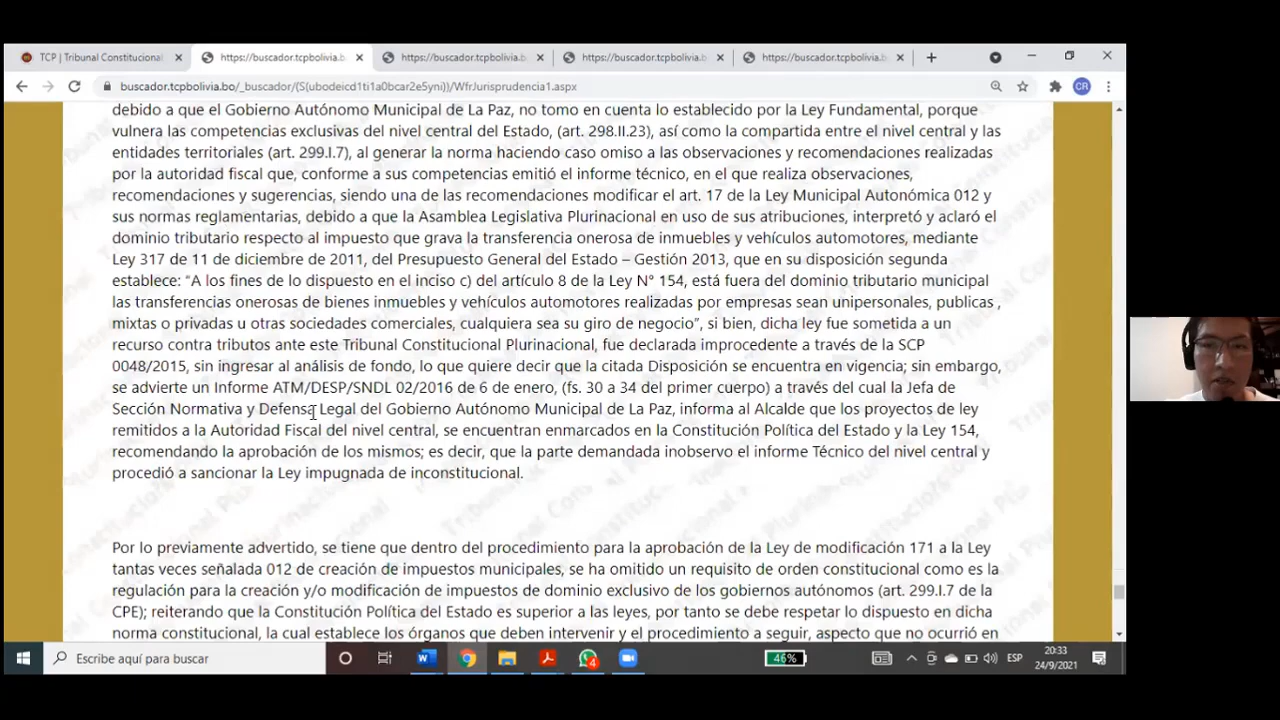 TCP | Tribunal Constitucional
https://buscador.tcpbolivia.b
https://buscador.tcpbolivia.b
https://buscador.tcpbolivia.b
https://buscador.tcpbolivia.b
buscador.tcpbolivia.bo/_buscador/(S(ubodeicd1ti1a0bcar2e5yni))/WfrJurisprudencia1.aspx
CR
debido a que el Gobierno Autónomo Municipal de La Paz, no tomo en cuenta lo establecido por la Ley Fundamental, porque
vulnera las competencias exclusivas del nivel central del Estado, (art. 298.II.23), así como la compartida entre el nivel central y las
entidades territoriales (art. 299.I.7), al generar la norma haciendo caso omiso a las observaciones y recomendaciones realizadas
por la autoridad fiscal que, conforme a sus competencias emitió el informe técnico, en el que realiza observaciones,
recomendaciones y sugerencias, siendo una de las recomendaciones modificar el art. 17 de la Ley Municipal Autonómica 012 y
sus normas reglamentarias, debido a que la Asamblea Legislativa Plurinacional en uso de sus atribuciones, interpretó y aclaró el
dominio tributario respecto al impuesto que grava la transferencia onerosa de inmuebles y vehículos automotores, mediante
Ley 317 de 11 de diciembre de 2011, del Presupuesto General del Estado – Gestión 2013, que en su disposición segunda
establece: “A los fines de lo dispuesto en el inciso c) del artículo 8 de la Ley N° 154, está fuera del dominio tributario municipal
las transferencias onerosas de bienes inmuebles y vehículos automotores realizadas por empresas sean unipersonales, publicas ,
mixtas o privadas u otras sociedades comerciales, cualquiera sea su giro de negocio”, si bien, dicha ley fue sometida a un
recurso contra tributos ante este Tribunal Constitucional Plurinacional, fue declarada improcedente a través de la SCP
0048/2015, sin ingresar al análisis de fondo, lo que quiere decir que la citada Disposición se encuentra en vigencia; sin embargo,
se advierte un Informe ATM/DESP/SNDL 02/2016 de 6 de enero, (fs. 30 a 34 del primer cuerpo) a través del cual la Jefa de
Sección Normativa y Defensa Legal del Gobierno Autónomo Municipal de La Paz, informa al Alcalde que los proyectos de ley
remitidos a la Autoridad Fiscal del nivel central, se encuentran enmarcados en la Constitución Política del Estado y la Ley 154,
recomendando la aprobación de los mismos; es decir, que la parte demandada inobservo el informe Técnico del nivel central y
procedió a sancionar la Ley impugnada de inconstitucional.
Por lo previamente advertido, se tiene que dentro del procedimiento para la aprobación de la Ley de modificación 171 a la Ley
tantas veces señalada 012 de creación de impuestos municipales, se ha omitido un requisito de orden constitucional como es la
regulación para la creación y/o modificación de impuestos de dominio exclusivo de los gobiernos autónomos (art. 299.I.7 de la
CPE); reiterando que la Constitución Política del Estado es superior a las leyes, por tanto se debe respetar lo dispuesto en dicha
norma constitucional, la cual establece los órganos que deben intervenir y el procedimiento a seguir, aspecto que no ocurrió en
Escribe aquí para buscar
4
46%
ESP
20:33
24/9/2021